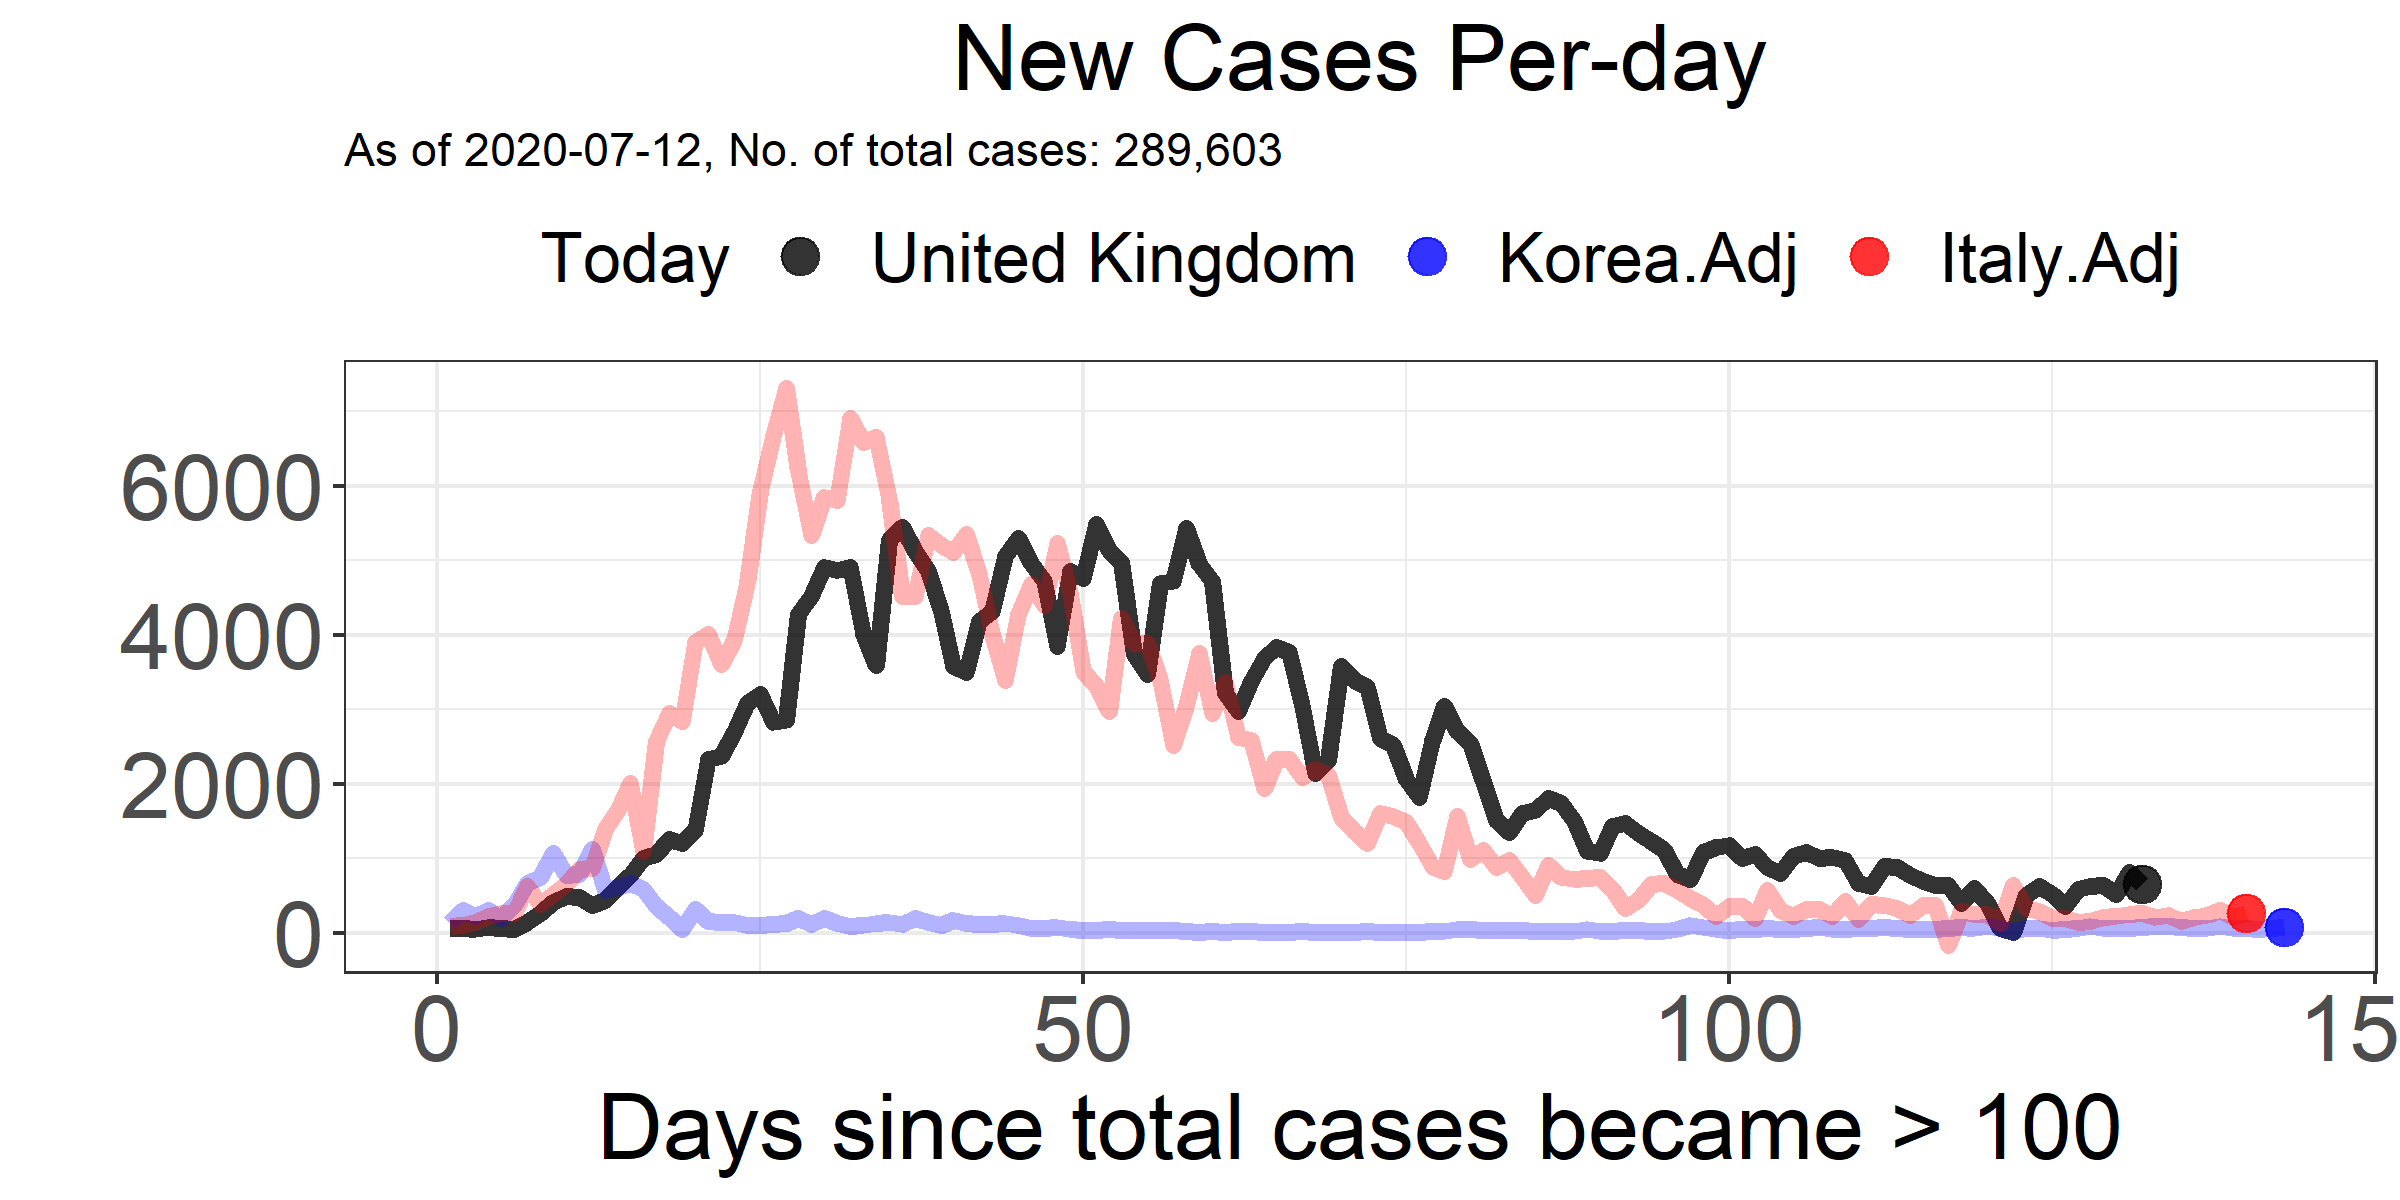 New Cases Per-day
As of 2020-07-12, No. of total cases: 289,603
Today United Kingdom Korea.Adj Italy.Adj
6000
4000
2000
0
0 50 100 15
Days since total cases became > 100